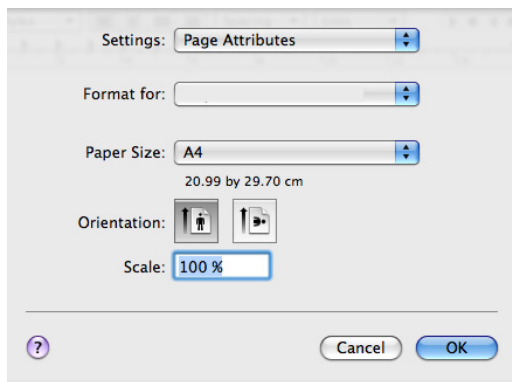 Settings: Page Attributes
Format for:
Paper Size: A4
20.99 by 29.70 cm
Orientation:
Scale: 100 %
? Cancel OK